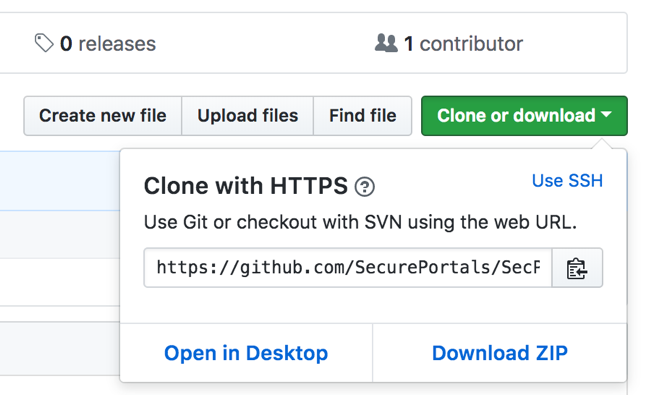 0 releases 1 contributor
Create new file Upload files Find file Clone or download
Clone with HTTPS ? Use SSH
Use Git or checkout with SVN using the web URL.
https://github.com/SecurePortals/Sec
Open in Desktop Download ZIP